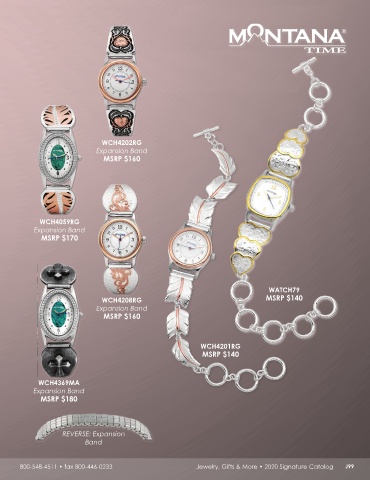 MONTANA®
TIME
WCH4202RG
Expansion Band
MSRP $160
WCH4059RG
Expansion Band
MSRP $170
WCH4208RG
Expansion Band
MSRP $160
WATCH79
MSRP $140
WCH4201RG
MSRP $140
WCH4369MA
Expansion Band
MSRP $180
REVERSE: Expansion
Band
800-548-4511 • fax 800-446-0233
Jewelry, Gifts & More • 2020 Signature Catalog J99